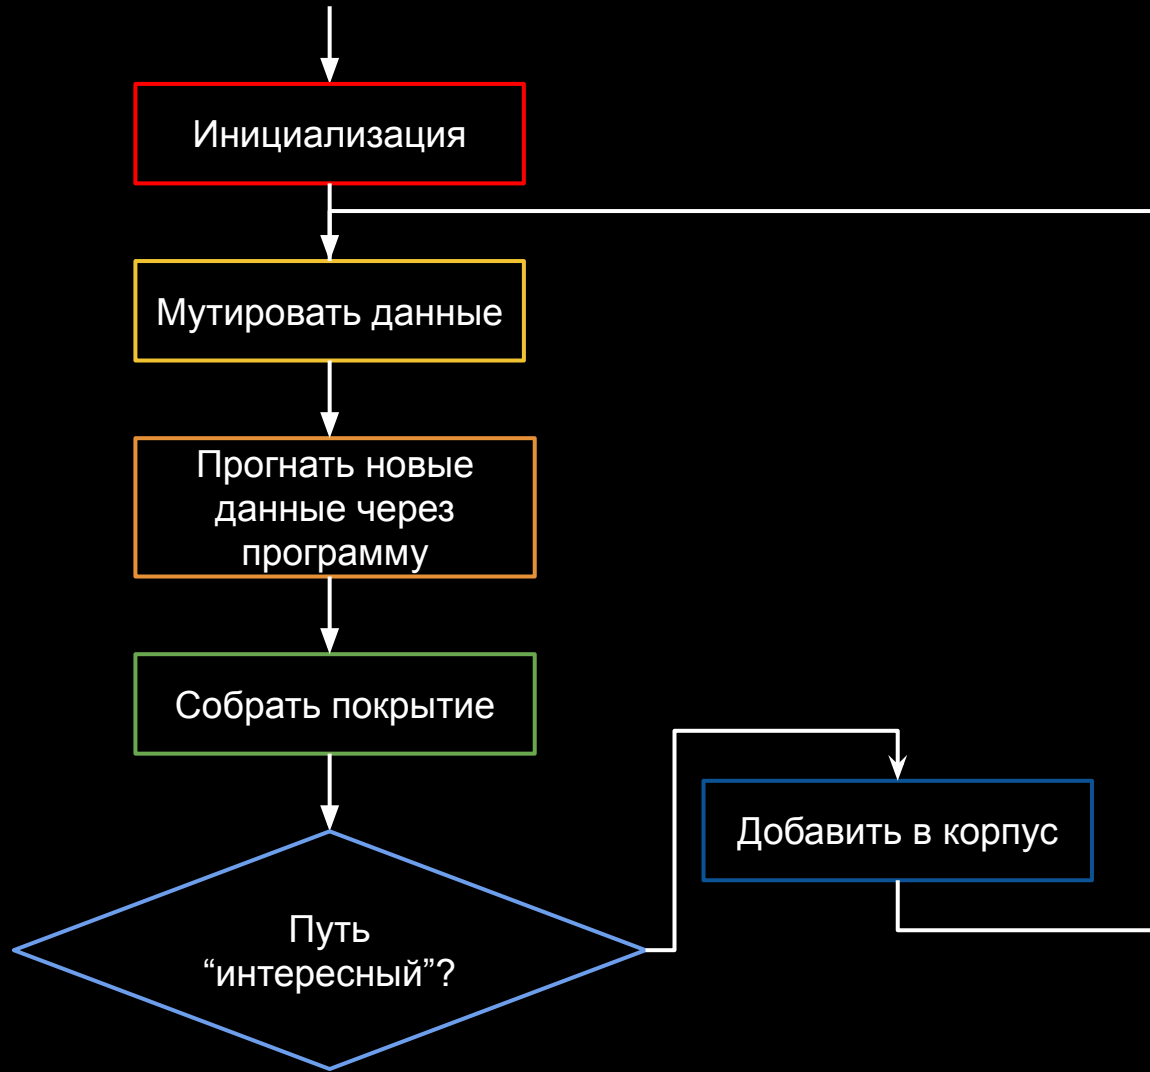 Инициализация
Мутировать данные
Прогнать новые
данные через
программу
Собрать покрытие
Добавить в корпус
Путь
“интересный”?